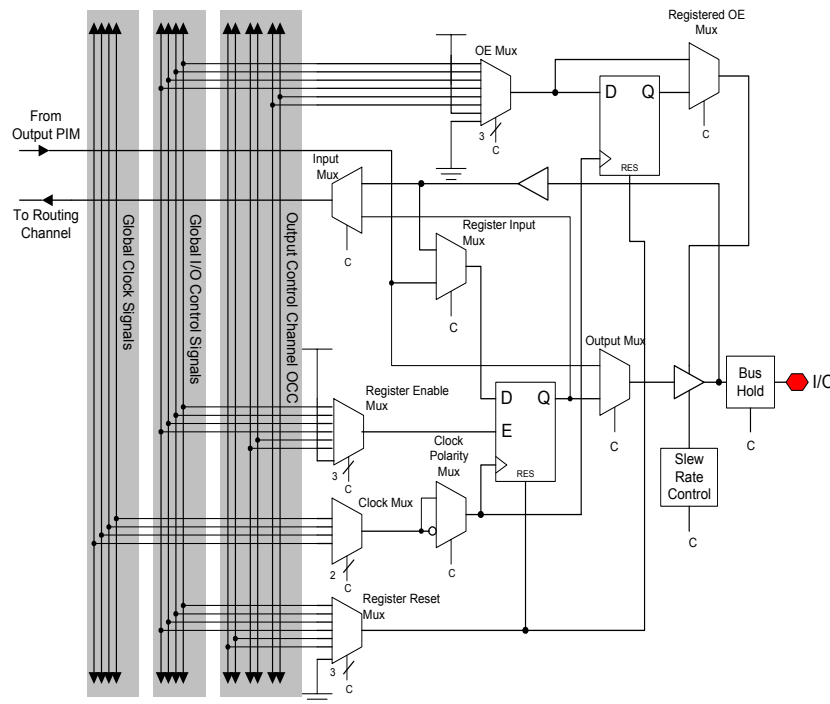 Registered OE
Mux
OE Mux
D Q
RES
3
C
C
From
Output PIM
Input
Mux
To Routing
Channel
C
Register Input
Mux
C
Global Clock Signals
Global I/O Control Signals
Output Control Channel OCC
Output Mux
C
Bus
Hold
I/O
C
Slew
Rate
Control
C
Register Enable
Mux
3
C
D Q
E
RES
Clock
Polarity
Mux
C
Clock Mux
2
C
Register Reset
Mux
3
C